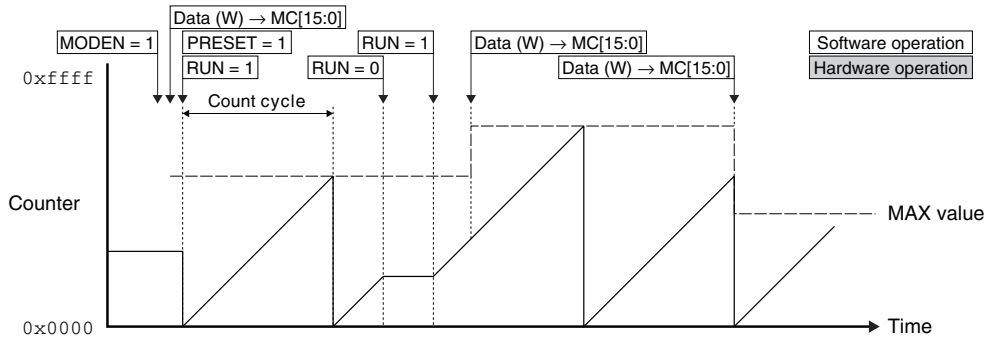 Data (W) → MC[15:0]
MODEN = 1
PRESET = 1
RUN = 1
Data (W) → MC[15:0]
Software operation
RUN = 1
RUN = 0
Data (W) → MC[15:0]
Hardware operation
0xffff
Count cycle
Counter
MAX value
0x0000
Time